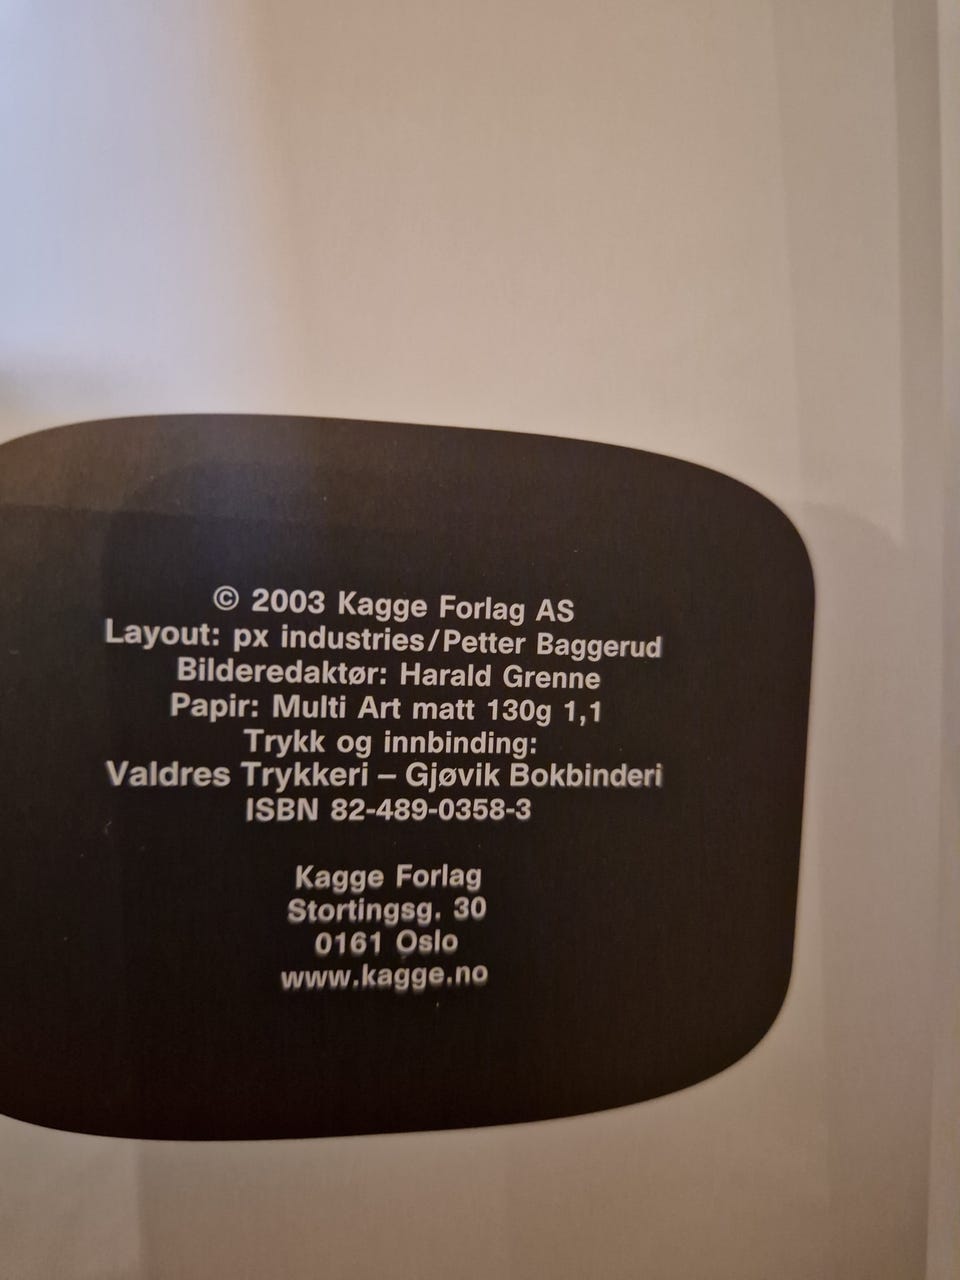 © 2003 Kagge Forlag AS
Layout: px industries/Petter Baggerud
Bilderedaktør: Harald Grenne
Papir: Multi Art matt 130g 1,1
Trykk og innbinding:
Valdres Trykkeri – Gjøvik Bokbinderi
ISBN 82-489-0358-3
Kagge Forlag
Stortingsg. 30
0161 Oslo
www.kagge.no